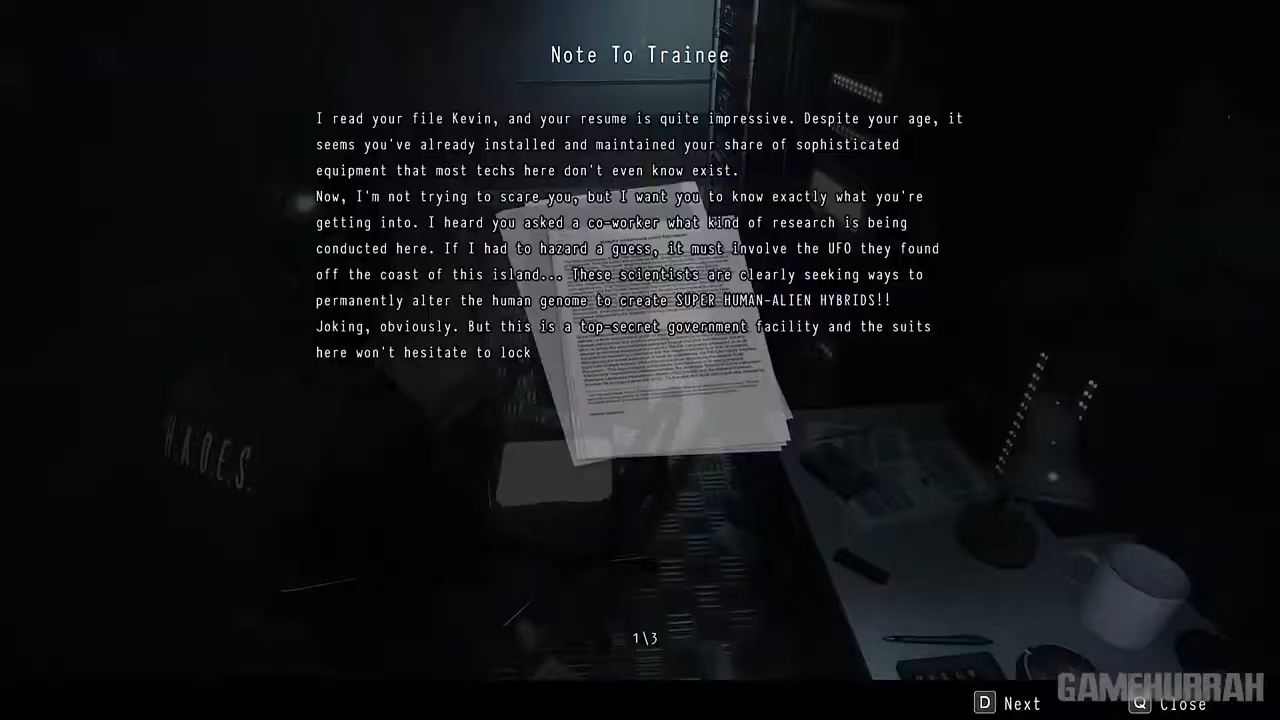 Note To Trainee
I read your file Kevin, and your resume is quite impressive. Despite your age, it
seems you've already installed and maintained your share of sophisticated
equipment that most techs here don't even know exist.
Now, I'm not trying to scare you, but I want you to know exactly what you're
getting into. I heard you asked a co-worker what kind of research is being
conducted here. If I had to hazard a guess, it must involve the UFO they found
off the coast of this island... These scientists are clearly seeking ways to
permanently alter the human genome to create SUPER HUMAN-ALIEN HYBRIDS!!
Joking, obviously. But this is a top-secret government facility and the suits
here won't hesitate to lock
H.A.D.E.S.
1\3
D Next
Q Close
GAMEHURRAH